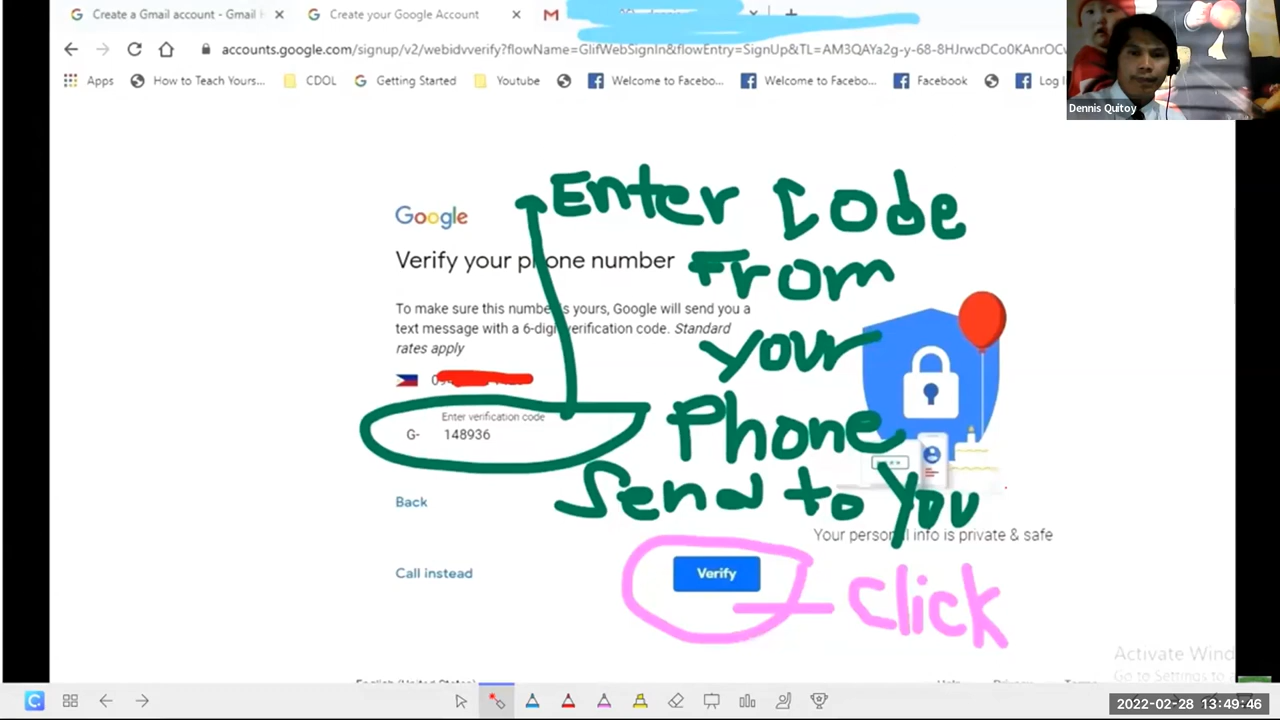 Create a Gmail account - Gmail H
Create your Google Account
accounts.google.com/signup/v2/webidvverify?flowName=GlifWebSignIn&flowEntry=SignUp&TL=AM3QAYa2g-y-68-8HJrwcDCo0KAnrOCv
Apps
How to Teach Yours...
CDOL
Getting Started
Youtube
Welcome to Facebo...
Welcome to Facebo...
Facebook
Log I
Dennis Quitoy
Enter Code
From
your
Phone
Send to You
Google
Verify your phone number
To make sure this number is yours, Google will send you a
text message with a 6-digit verification code. Standard
rates apply
Enter verification code
G- 148936
Back
Your personal info is private & safe
Call instead
Verify
Click
Activate Wind
Go to Settings to
English (United States)
Help
Privacy
Terms
2022-02-28 13:49:46